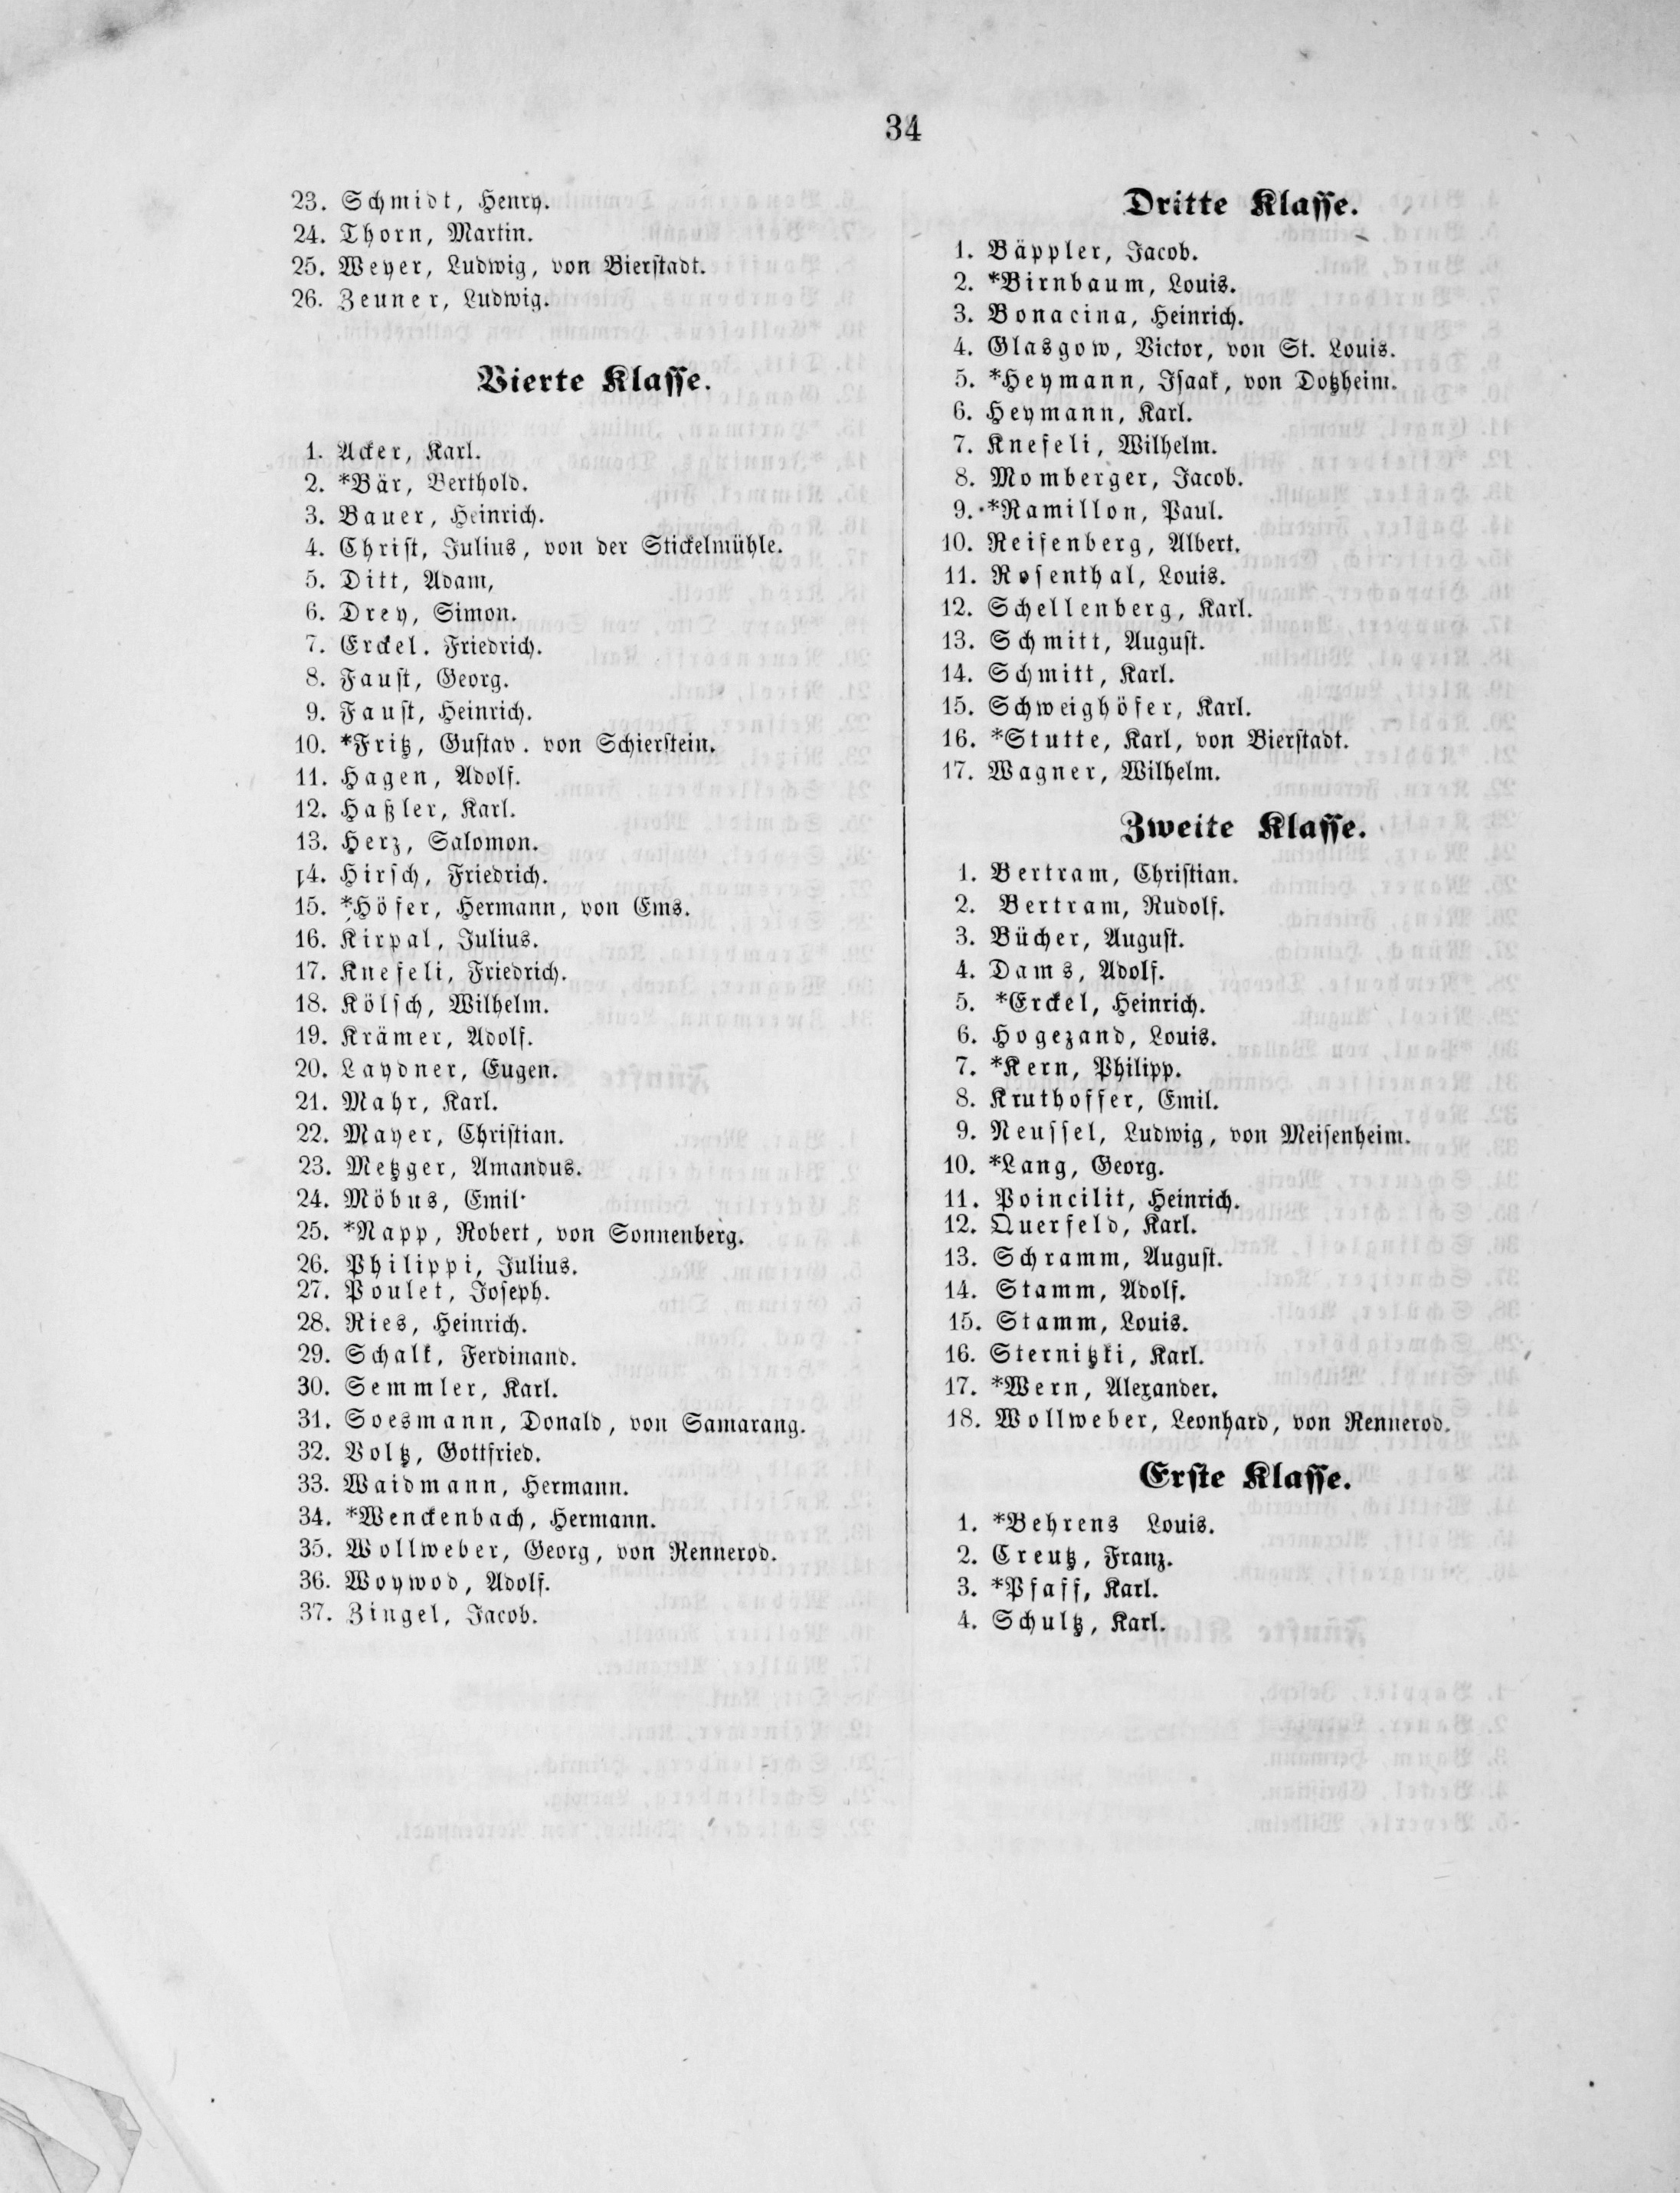 34
23. Schmidt, Henry.
24. Thorn, Martin.
25. Weyer, Ludwig, von Bierstadt.
26. Zeuner, Ludwig.
Vierte Klasse.
1. Acker, Karl.
2. *Bär, Berthold.
3. Bauer, Heinrich.
4. Christ, Julius, von der Stickelmühle.
5. Ditt, Adam,
6. Drey, Simon.
7. Erckel. Friedrich.
8. Faust, Georg.
9. Faust, Heinrich.
10. *Fritz, Gustav. von Schierstein.
11. Hagen, Adolf.
12. Haßler, Karl.
13. Herz, Salomon.
14. Hirsch, Friedrich.
15. *Höfer, Hermann, von Ems.
16. Kirpal, Julius.
17. Knefeli, Friedrich.
18. Kölsch, Wilhelm.
19. Krämer, Adolf.
20. Laydner, Eugen.
21. Mahr, Karl.
22. Mayer, Christian.
23. Metzger, Amandus.
24. Möbus, Emil.
25. *Napp, Robert, von Sonnenberg.
26. Philippi, Julius.
27. Poulet, Joseph.
28. Ries, Heinrich.
29. Schalk, Ferdinand.
30. Semmler, Karl.
31. Soesmann, Donald, von Samarang.
32. Voltz, Gottfried.
33. Waidmann, Hermann.
34. *Wenckenbach, Hermann.
35. Wollweber, Georg, von Rennerod.
36. Woywod, Adolf.
37. Zingel, Jacob.
Dritte Klasse.
1. Bäppler, Jacob.
2. *Birnbaum, Louis.
3. Bonacina, Heinrich.
4. Glasgow, Victor, von St. Louis.
5. *Heymann, Isaak, von Dotzheim.
6. Heymann, Karl.
7. Knefeli, Wilhelm.
8. Momberger, Jacob.
9. *Ramillon, Paul.
10. Reifenberg, Albert.
11. Rosenthal, Louis.
12. Schellenberg, Karl.
13. Schmitt, August.
14. Schmitt, Karl.
15. Schweighöfer, Karl.
16. *Stutte, Karl, von Bierstadt.
17. Wagner, Wilhelm.
Zweite Klasse.
1. Bertram, Christian.
2. Bertram, Rudolf.
3. Bücher, August.
4. Dams, Adolf.
5. *Erckel, Heinrich.
6. Hogezand, Louis.
7. *Kern, Philipp.
8. Kruthoffer, Emil.
9. Neussel, Ludwig, von Meisenheim.
10. *Lang, Georg.
11. Poincilit, Heinrich.
12. Querfeld, Karl.
13. Schramm, August.
14. Stamm, Adolf.
15. Stamm, Louis.
16. Sternitzki, Karl.
17. *Wern, Alexander.
18. Wollweber, Leonhard, von Rennerod.
Erste Klasse.
1. *Behrens Louis.
2. Creutz, Franz.
3. *Pfaff, Karl.
4. Schultz, Karl.